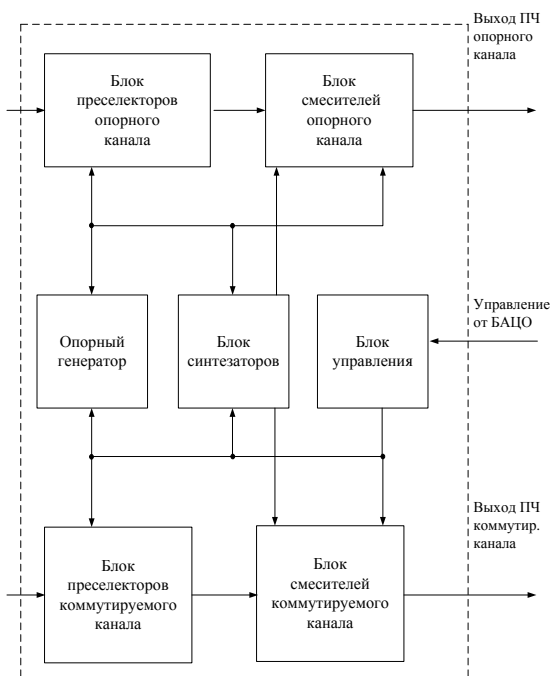 Выход ПЧ
опорного
канала
Блок
преселекторов
опорного
канала
Блок
смесителей
опорного
канала
Опорный
генератор
Блок
синтезаторов
Блок
управления
Управление
от БАЦО
Выход ПЧ
коммутир.
канала
Блок
преселекторов
коммутируемого
канала
Блок
смесителей
коммутируемого
канала